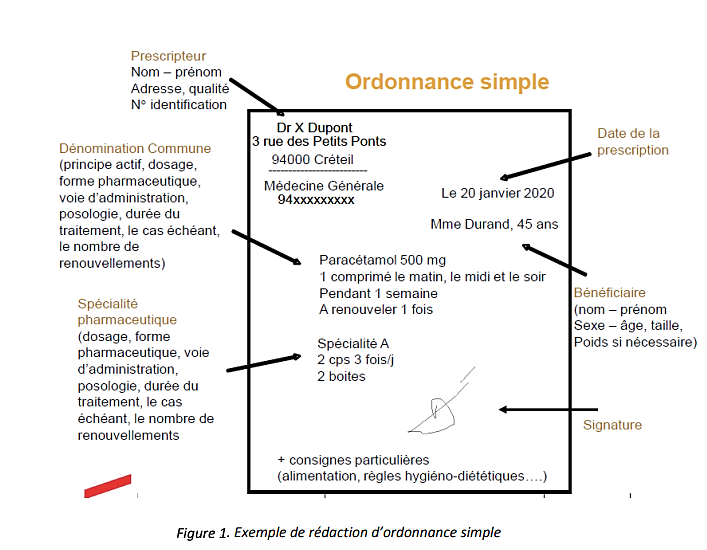 Ordonnance simple
Prescripteur
Nom – prénom
Adresse, qualité
N° identification
Dénomination Commune
(principe actif, dosage,
forme pharmaceutique,
voie d'administration,
posologie, durée du
traitement, le cas échéant,
le nombre de
renouvellements)
Spécialité
pharmaceutique
(dosage, forme
pharmaceutique, voie
d'administration,
posologie, durée du
traitement, le cas
échéant, le nombre de
renouvellements
Dr X Dupont
3 rue des Petits Ponts
94000 Créteil
------------------------
Médecine Générale
94xxxxxxxxx
Le 20 janvier 2020
Mme Durand, 45 ans
Paracétamol 500 mg
1 comprimé le matin, le midi et le soir
Pendant 1 semaine
A renouveler 1 fois
Spécialité A
2 cps 3 fois/j
2 boites
+ consignes particulières
(alimentation, règles hygiéno-diététiques….)
Date de la
prescription
Bénéficiaire
(nom – prénom
Sexe – âge, taille,
Poids si nécessaire)
Signature
Figure 1. Exemple de rédaction d'ordonnance simple